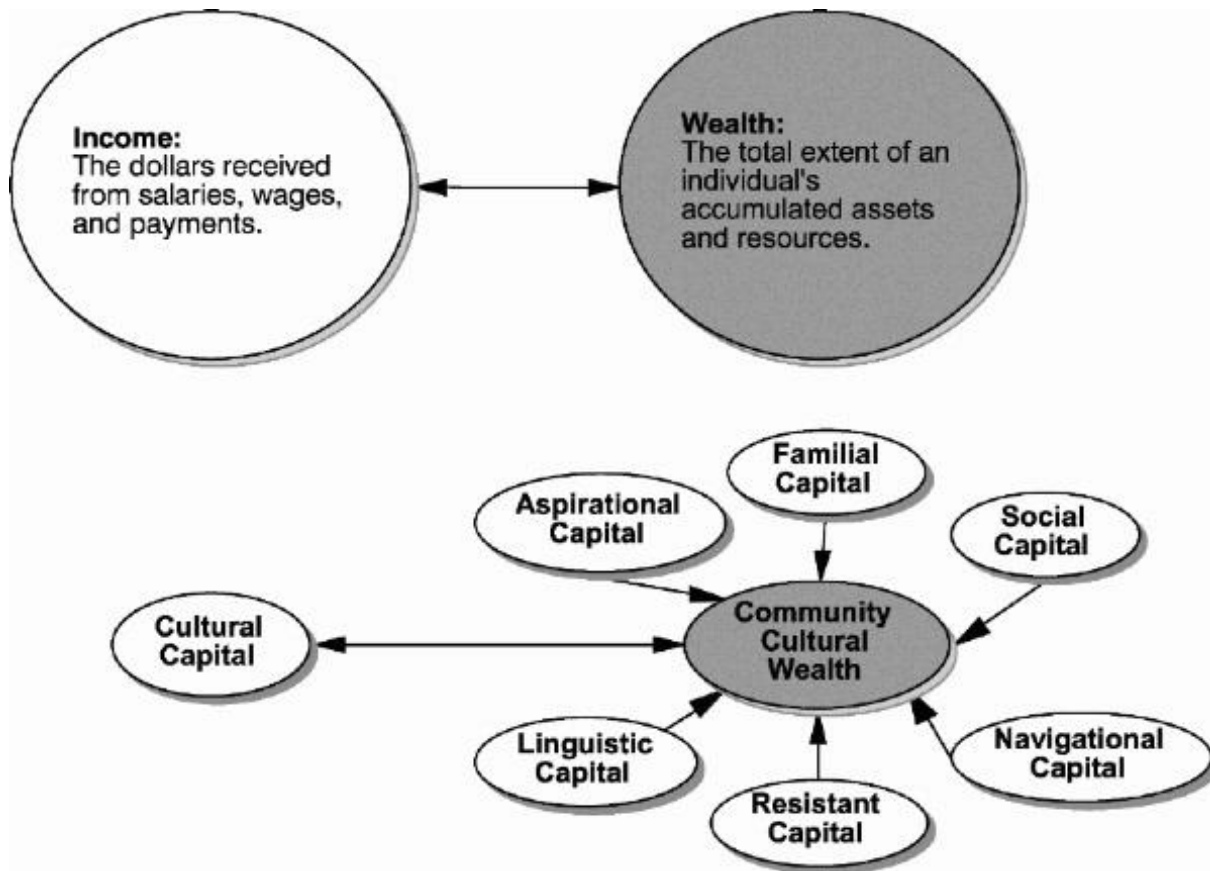 Income:
The dollars received
from salaries, wages,
and payments.
Wealth:
The total extent of an
individual's
accumulated assets
and resources.
Familial
Capital
Aspirational
Capital
Social
Capital
Cultural
Capital
Community
Cultural
Wealth
Linguistic
Capital
Navigational
Capital
Resistant
Capital